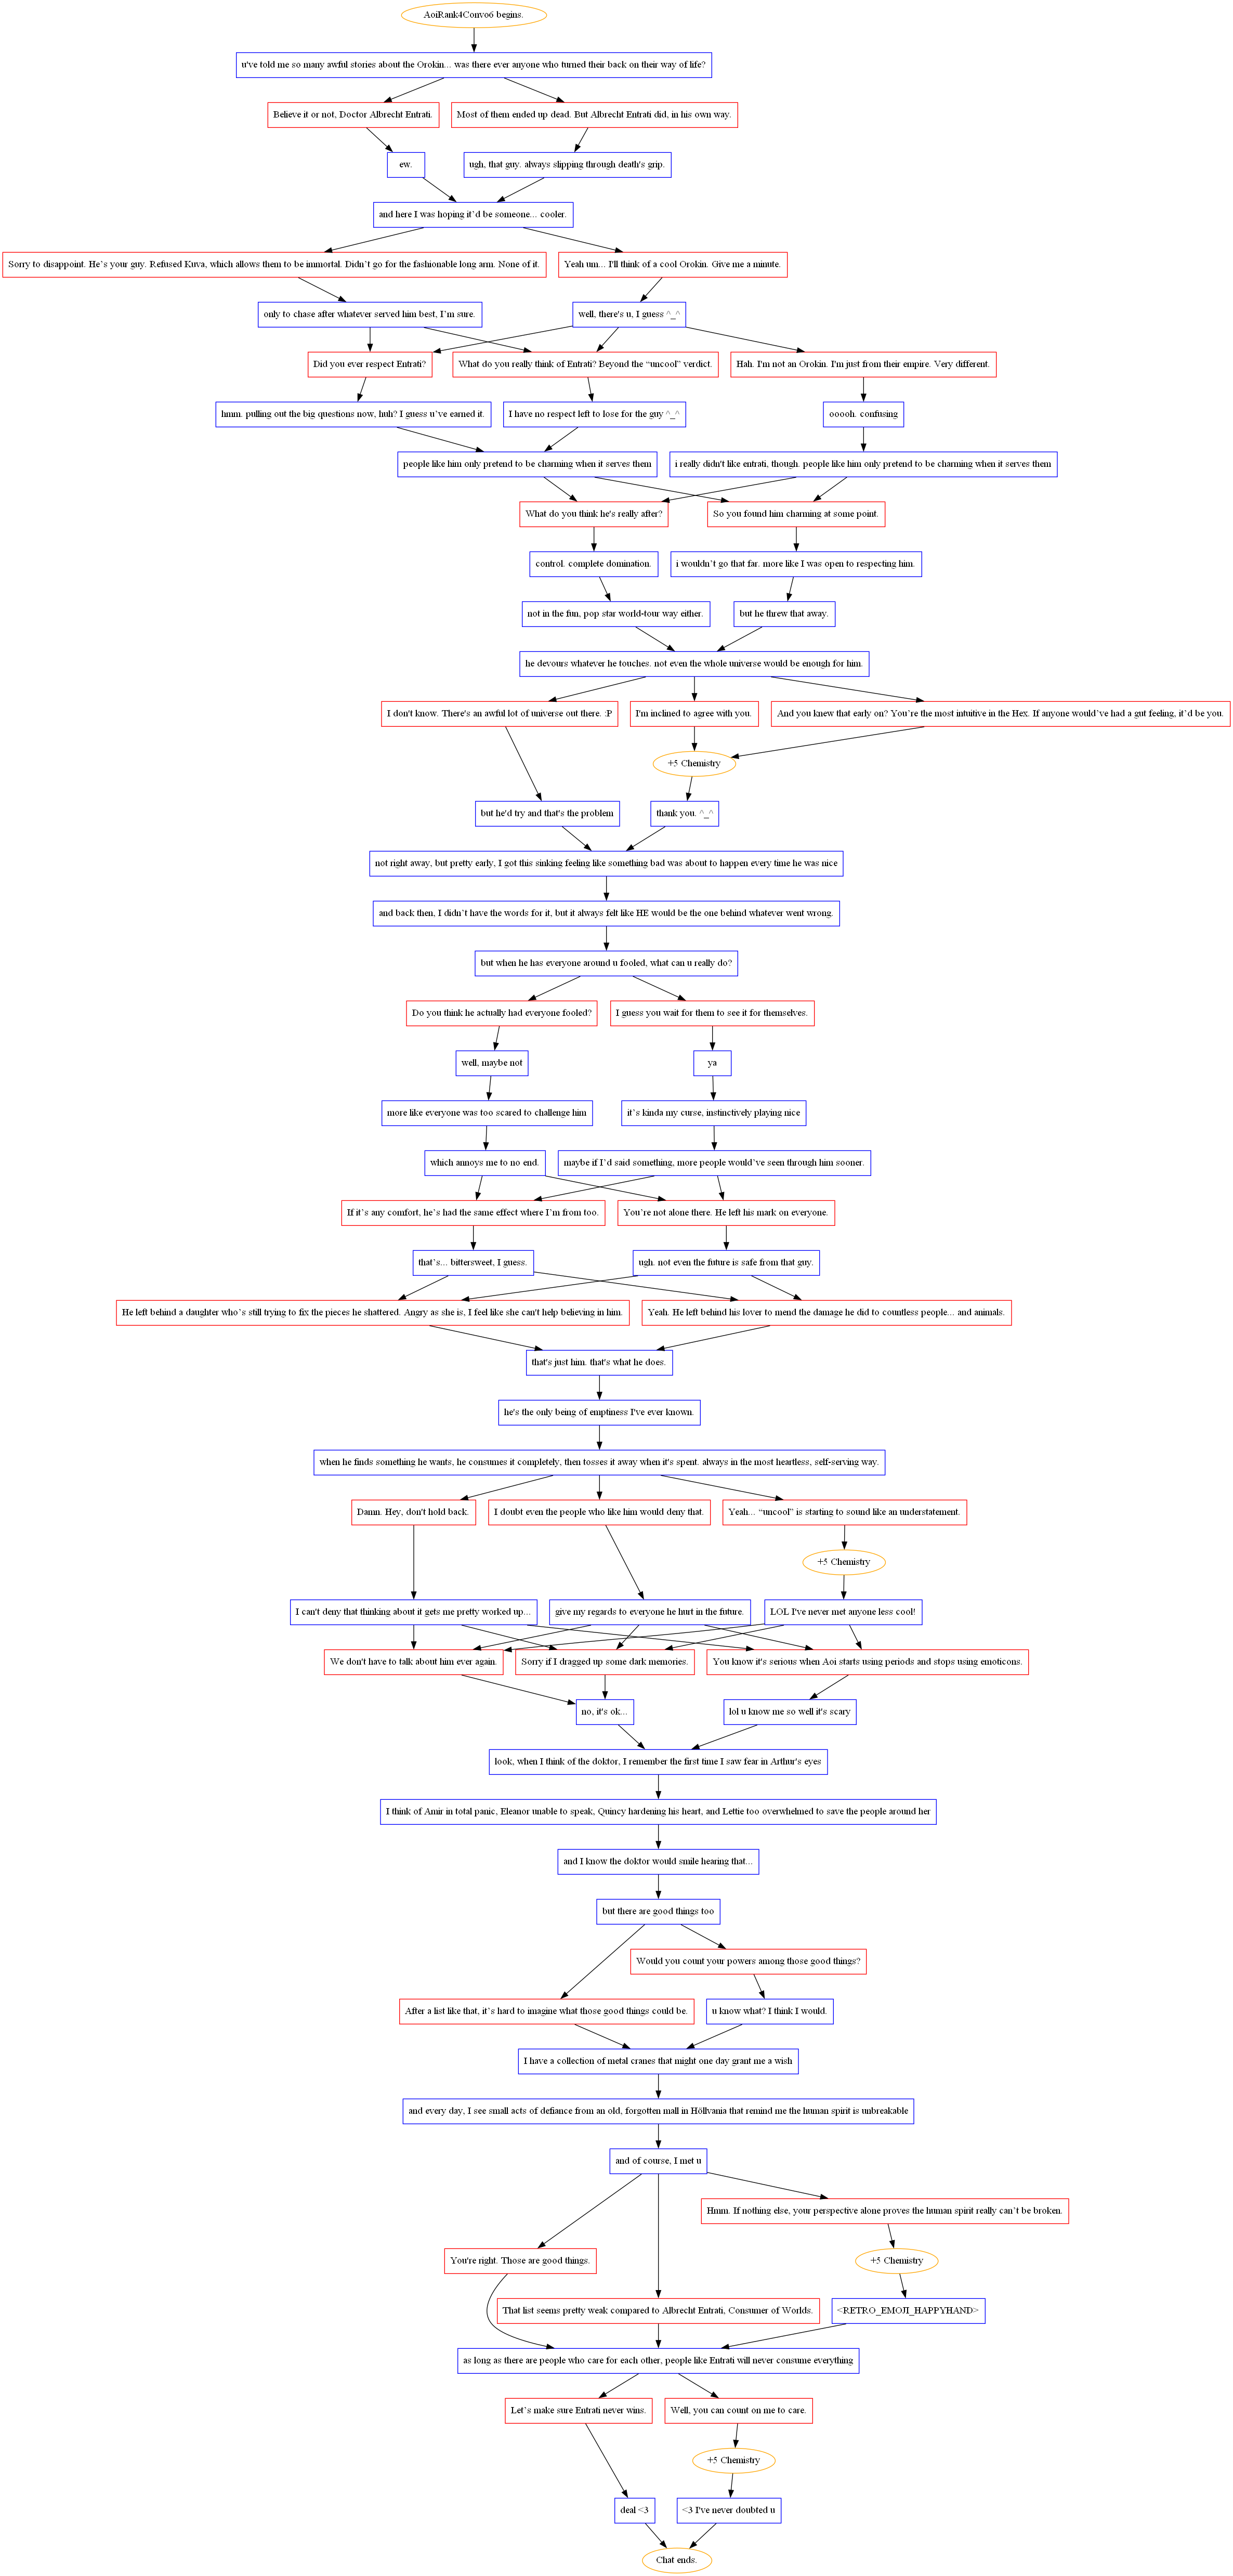 AoiRank4Convo6 begins.
u've told me so many awful stories about the Orokin... was there ever anyone who turned their back on their way of life?
Believe it or not, Doctor Albrecht Entrati.
Most of them ended up dead. But Albrecht Entrati did, in his own way.
ew.
ugh, that guy. always slipping through death's grip.
and here I was hoping it’d be someone... cooler.
Sorry to disappoint. He’s your guy. Refused Kuva, which allows them to be immortal. Didn’t go for the fashionable long arm. None of it.
Yeah um... I'll think of a cool Orokin. Give me a minute.
only to chase after whatever served him best, I’m sure.
well, there's u, I guess ^_^
Did you ever respect Entrati?
What do you really think of Entrati? Beyond the “uncool” verdict.
Hah. I'm not an Orokin. I'm just from their empire. Very different.
hmm. pulling out the big questions now, huh? I guess u’ve earned it.
I have no respect left to lose for the guy ^_^
ooooh. confusing
people like him only pretend to be charming when it serves them
i really didn't like entrati, though. people like him only pretend to be charming when it serves them
What do you think he's really after?
So you found him charming at some point.
control. complete domination.
i wouldn’t go that far. more like I was open to respecting him.
not in the fun, pop star world-tour way either.
but he threw that away.
he devours whatever he touches. not even the whole universe would be enough for him.
I don't know. There's an awful lot of universe out there. :P
I'm inclined to agree with you.
And you knew that early on? You’re the most intuitive in the Hex. If anyone would’ve had a gut feeling, it’d be you.
+5 Chemistry
but he'd try and that's the problem
thank you. ^_^
not right away, but pretty early, I got this sinking feeling like something bad was about to happen every time he was nice
and back then, I didn’t have the words for it, but it always felt like HE would be the one behind whatever went wrong.
but when he has everyone around u fooled, what can u really do?
Do you think he actually had everyone fooled?
I guess you wait for them to see it for themselves.
well, maybe not
ya
more like everyone was too scared to challenge him
it’s kinda my curse, instinctively playing nice
which annoys me to no end.
maybe if I’d said something, more people would’ve seen through him sooner.
If it’s any comfort, he’s had the same effect where I’m from too.
You’re not alone there. He left his mark on everyone.
that’s... bittersweet, I guess.
ugh. not even the future is safe from that guy.
He left behind a daughter who’s still trying to fix the pieces he shattered. Angry as she is, I feel like she can't help believing in him.
Yeah. He left behind his lover to mend the damage he did to countless people... and animals.
that's just him. that's what he does.
he's the only being of emptiness I've ever known.
when he finds something he wants, he consumes it completely, then tosses it away when it's spent. always in the most heartless, self-serving way.
Damn. Hey, don't hold back.
I doubt even the people who like him would deny that.
Yeah... “uncool” is starting to sound like an understatement.
+5 Chemistry
I can't deny that thinking about it gets me pretty worked up...
give my regards to everyone he hurt in the future.
LOL I've never met anyone less cool!
We don't have to talk about him ever again.
Sorry if I dragged up some dark memories.
You know it's serious when Aoi starts using periods and stops using emoticons.
no, it's ok...
lol u know me so well it's scary
look, when I think of the doktor, I remember the first time I saw fear in Arthur's eyes
I think of Amir in total panic, Eleanor unable to speak, Quincy hardening his heart, and Lettie too overwhelmed to save the people around her
and I know the doktor would smile hearing that...
but there are good things too
Would you count your powers among those good things?
After a list like that, it’s hard to imagine what those good things could be.
u know what? I think I would.
I have a collection of metal cranes that might one day grant me a wish
and every day, I see small acts of defiance from an old, forgotten mall in Höllvania that remind me the human spirit is unbreakable
and of course, I met u
Hmm. If nothing else, your perspective alone proves the human spirit really can’t be broken.
You're right. Those are good things.
+5 Chemistry
That list seems pretty weak compared to Albrecht Entrati, Consumer of Worlds.
<RETRO_EMOJI_HAPPYHAND>
as long as there are people who care for each other, people like Entrati will never consume everything
Let’s make sure Entrati never wins.
Well, you can count on me to care.
+5 Chemistry
deal <3
<3 I've never doubted u
Chat ends.